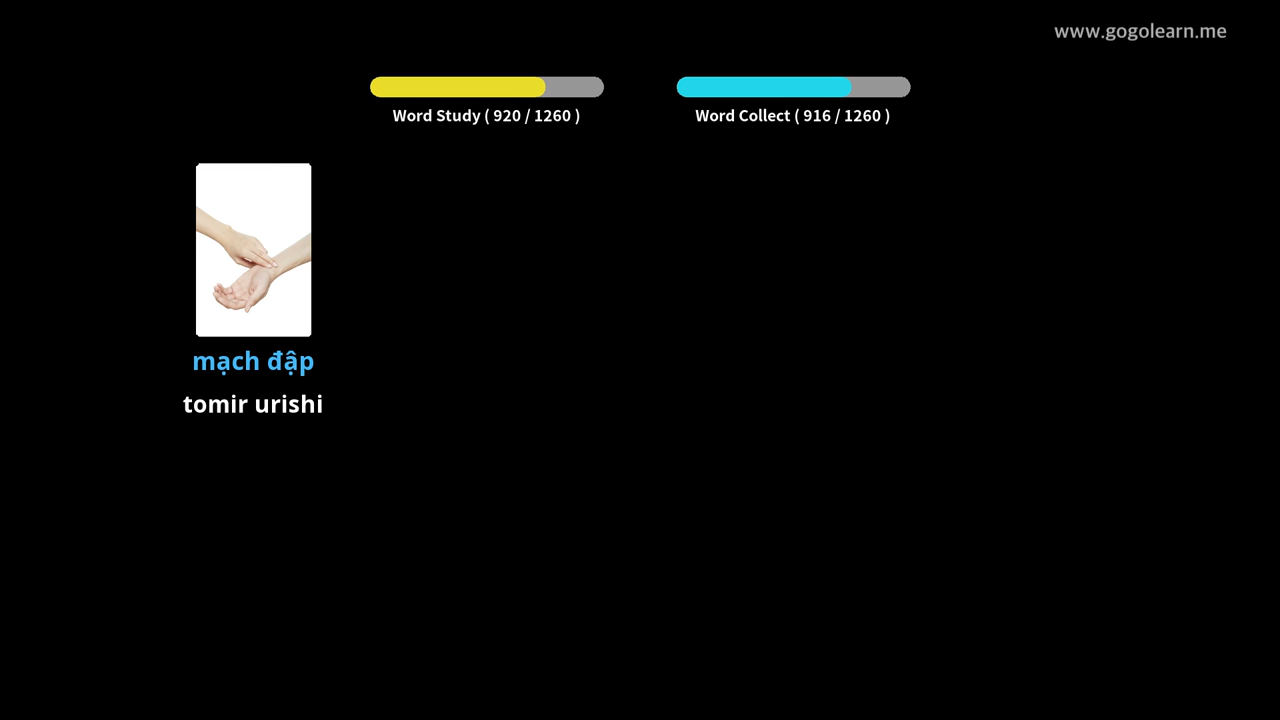 www.gogolearn.me
Word Study ( 920 / 1260 )
Word Collect ( 916 / 1260 )
mạch đập
tomir urishi